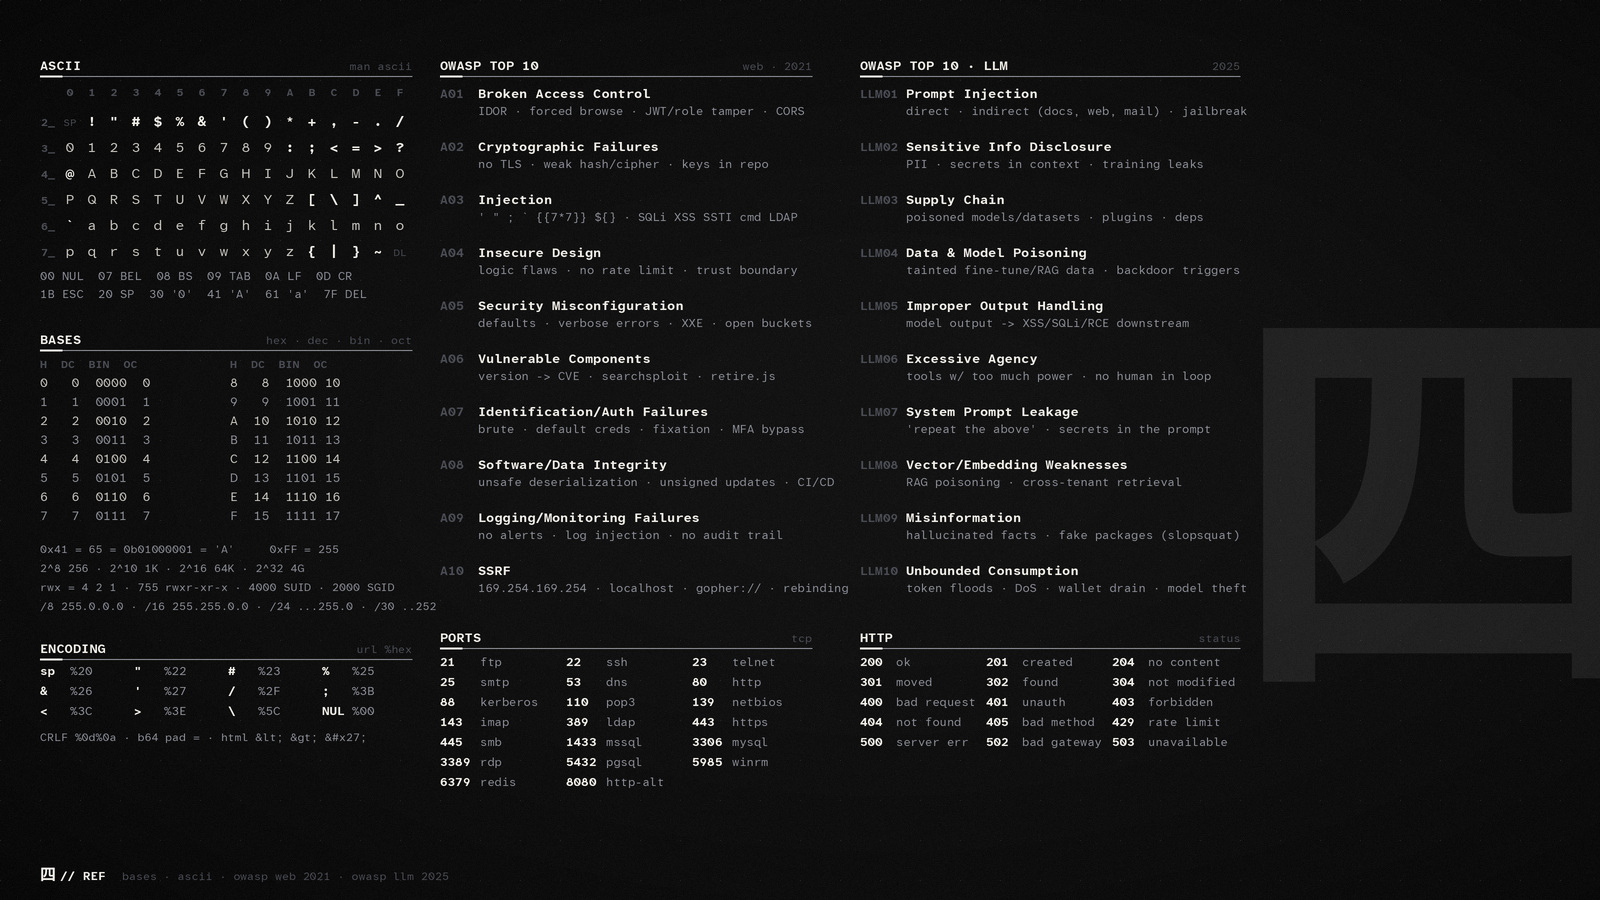 ASCII man ascii
0 1 2 3 4 5 6 7 8 9 A B C D E F
2_ SP ! " # $ % & ' ( ) * + , - . /
3_ 0 1 2 3 4 5 6 7 8 9 : ; < = > ?
4_ @ A B C D E F G H I J K L M N O
5_ P Q R S T U V W X Y Z [ \ ] ^ _
6_ ` a b c d e f g h i j k l m n o
7_ p q r s t u v w x y z { | } ~ DL
00 NUL 07 BEL 08 BS 09 TAB 0A LF 0D CR
1B ESC 20 SP 30 '0' 41 'A' 61 'a' 7F DEL
BASES hex · dec · bin · oct
H DC BIN OC H DC BIN OC
0 0 0000 0 8 8 1000 10
1 1 0001 1 9 9 1001 11
2 2 0010 2 A 10 1010 12
3 3 0011 3 B 11 1011 13
4 4 0100 4 C 12 1100 14
5 5 0101 5 D 13 1101 15
6 6 0110 6 E 14 1110 16
7 7 0111 7 F 15 1111 17
0x41 = 65 = 0b01000001 = 'A' 0xFF = 255
2^8 256 · 2^10 1K · 2^16 64K · 2^32 4G
rwx = 4 2 1 · 755 rwxr-xr-x · 4000 SUID · 2000 SGID
/8 255.0.0.0 · /16 255.255.0.0 · /24 ...255.0 · /30 ..252
ENCODING url %hex
sp %20 " %22 # %23 % %25
& %26 ' %27 / %2F ; %3B
< %3C > %3E \ %5C NUL %00
CRLF %0d%0a · b64 pad = · html &lt; &gt; &#x27;
OWASP TOP 10 web · 2021
A01 Broken Access Control
IDOR · forced browse · JWT/role tamper · CORS
A02 Cryptographic Failures
no TLS · weak hash/cipher · keys in repo
A03 Injection
' " ; ` {{7*7}} ${} · SQLi XSS SSTI cmd LDAP
A04 Insecure Design
logic flaws · no rate limit · trust boundary
A05 Security Misconfiguration
defaults · verbose errors · XXE · open buckets
A06 Vulnerable Components
version -> CVE · searchsploit · retire.js
A07 Identification/Auth Failures
brute · default creds · fixation · MFA bypass
A08 Software/Data Integrity
unsafe deserialization · unsigned updates · CI/CD
A09 Logging/Monitoring Failures
no alerts · log injection · no audit trail
A10 SSRF
169.254.169.254 · localhost · gopher:// · rebinding
PORTS tcp
21 ftp 22 ssh 23 telnet
25 smtp 53 dns 80 http
88 kerberos 110 pop3 139 netbios
143 imap 389 ldap 443 https
445 smb 1433 mssql 3306 mysql
3389 rdp 5432 pgsql 5985 winrm
6379 redis 8080 http-alt
OWASP TOP 10 · LLM 2025
LLM01 Prompt Injection
direct · indirect (docs, web, mail) · jailbreak
LLM02 Sensitive Info Disclosure
PII · secrets in context · training leaks
LLM03 Supply Chain
poisoned models/datasets · plugins · deps
LLM04 Data & Model Poisoning
tainted fine-tune/RAG data · backdoor triggers
LLM05 Improper Output Handling
model output -> XSS/SQLi/RCE downstream
LLM06 Excessive Agency
tools w/ too much power · no human in loop
LLM07 System Prompt Leakage
'repeat the above' · secrets in the prompt
LLM08 Vector/Embedding Weaknesses
RAG poisoning · cross-tenant retrieval
LLM09 Misinformation
hallucinated facts · fake packages (slopsquat)
LLM10 Unbounded Consumption
token floods · DoS · wallet drain · model theft
HTTP status
200 ok 201 created 204 no content
301 moved 302 found 304 not modified
400 bad request 401 unauth 403 forbidden
404 not found 405 bad method 429 rate limit
500 server err 502 bad gateway 503 unavailable
四
四 // REF bases · ascii · owasp web 2021 · owasp llm 2025